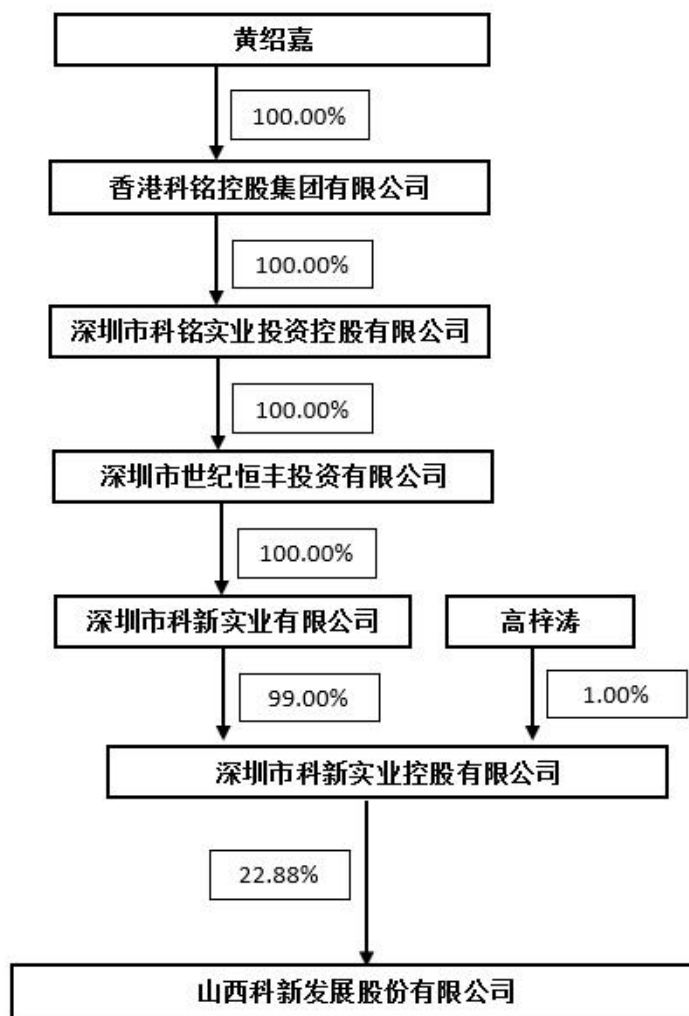 黄绍嘉
100.00%
香港科铭控股集团有限公司
100.00%
深圳市科铭实业投资控股有限公司
100.00%
深圳市世纪恒丰投资有限公司
100.00%
深圳市科新实业有限公司
高梓涛
99.00%
1.00%
深圳市科新实业控股有限公司
22.88%
山西科新发展股份有限公司